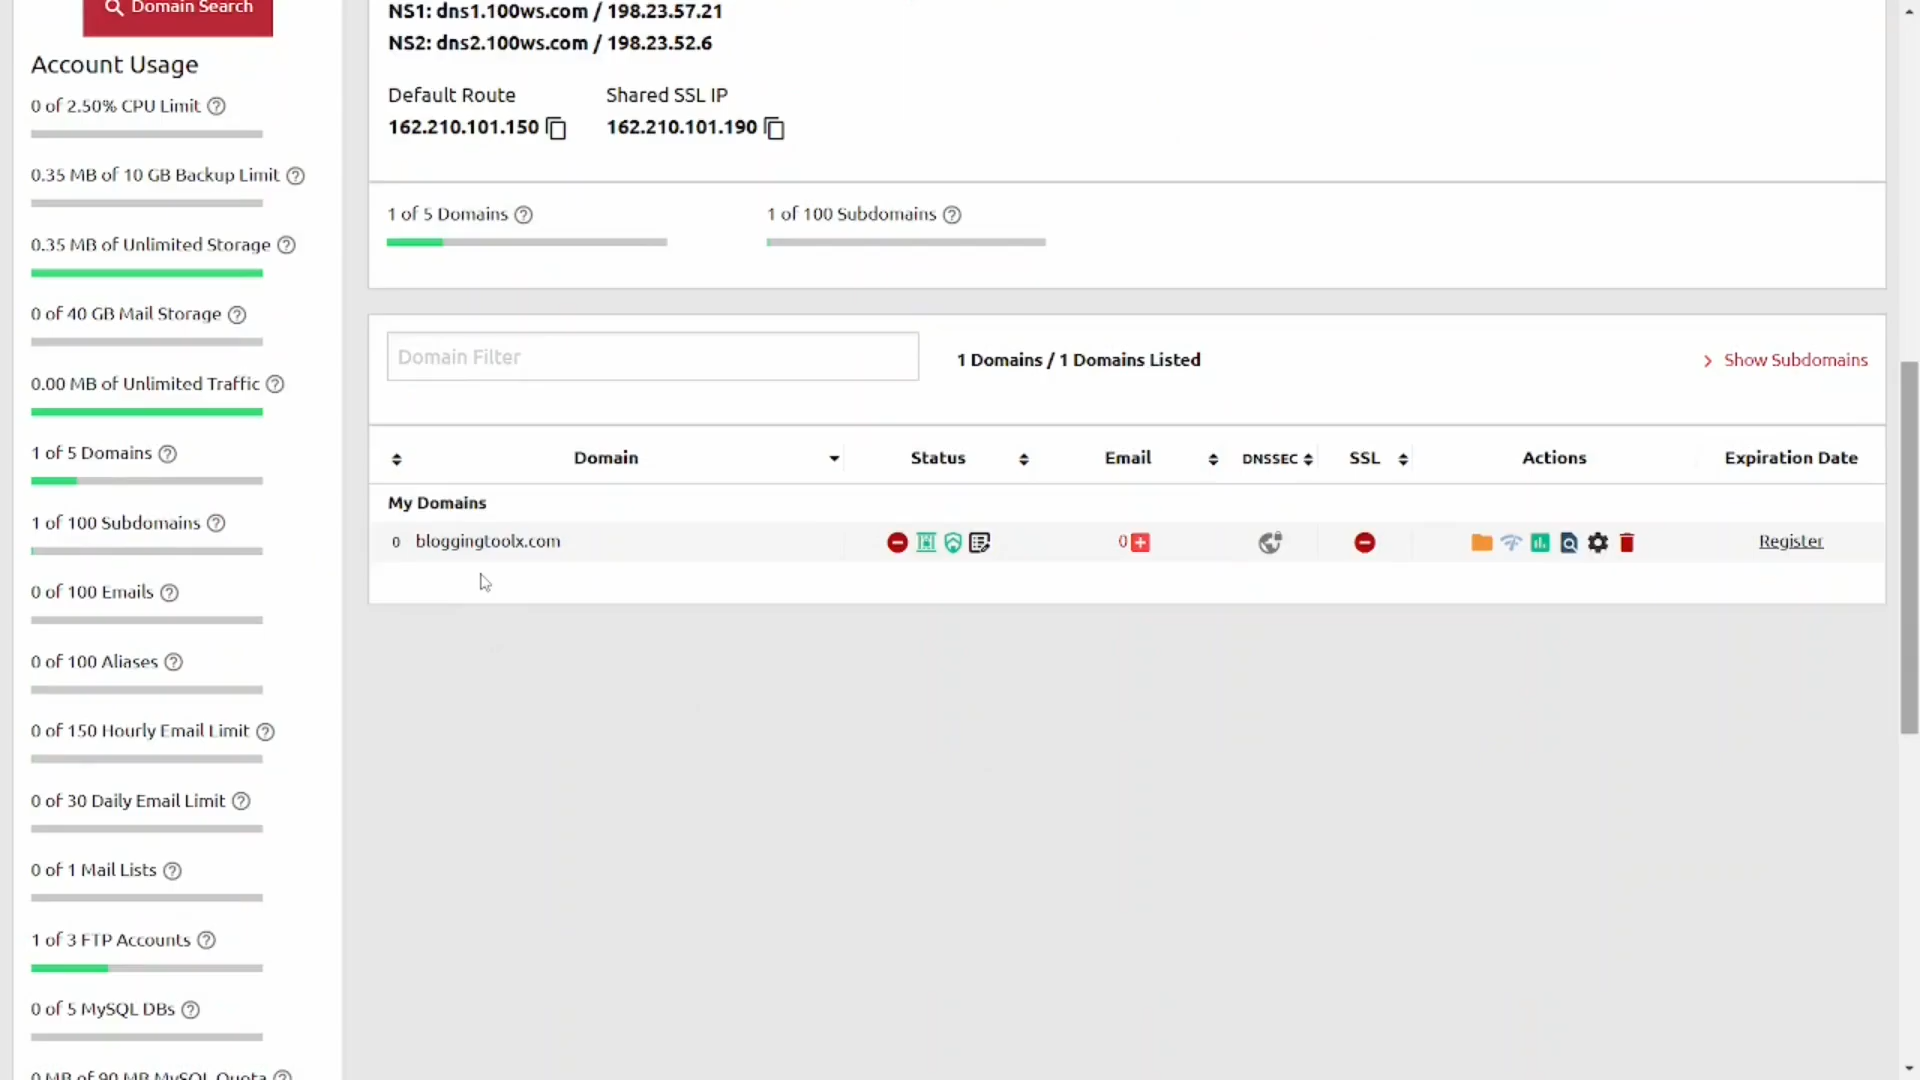 Domain Search
Account Usage
0 of 2.50% CPU Limit
0.35 MB of 10 GB Backup Limit
0.35 MB of Unlimited Storage
0 of 40 GB Mail Storage
0.00 MB of Unlimited Traffic
1 of 5 Domains
1 of 100 Subdomains
0 of 100 Emails
0 of 100 Aliases
0 of 150 Hourly Email Limit
0 of 30 Daily Email Limit
0 of 1 Mail Lists
1 of 3 FTP Accounts
0 of 5 MySQL DBs
0 MB of 90 MB MySQL Quota
NS1: dns1.100ws.com / 198.23.57.21
NS2: dns2.100ws.com / 198.23.52.6
Default Route Shared SSL IP
162.210.101.150 162.210.101.190
1 of 5 Domains 1 of 100 Subdomains
Domain Filter 1 Domains / 1 Domains Listed Show Subdomains
Domain Status Email DNSSEC SSL Actions Expiration Date
My Domains
0 bloggingtoolx.com 0 Register